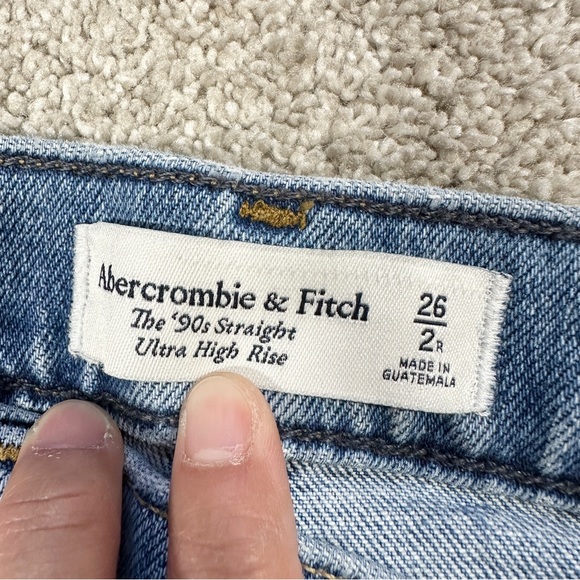 Abercrombie & Fitch
The ‘90s Straight
Ultra High Rise
26
2R
MADE IN
GUATEMALA